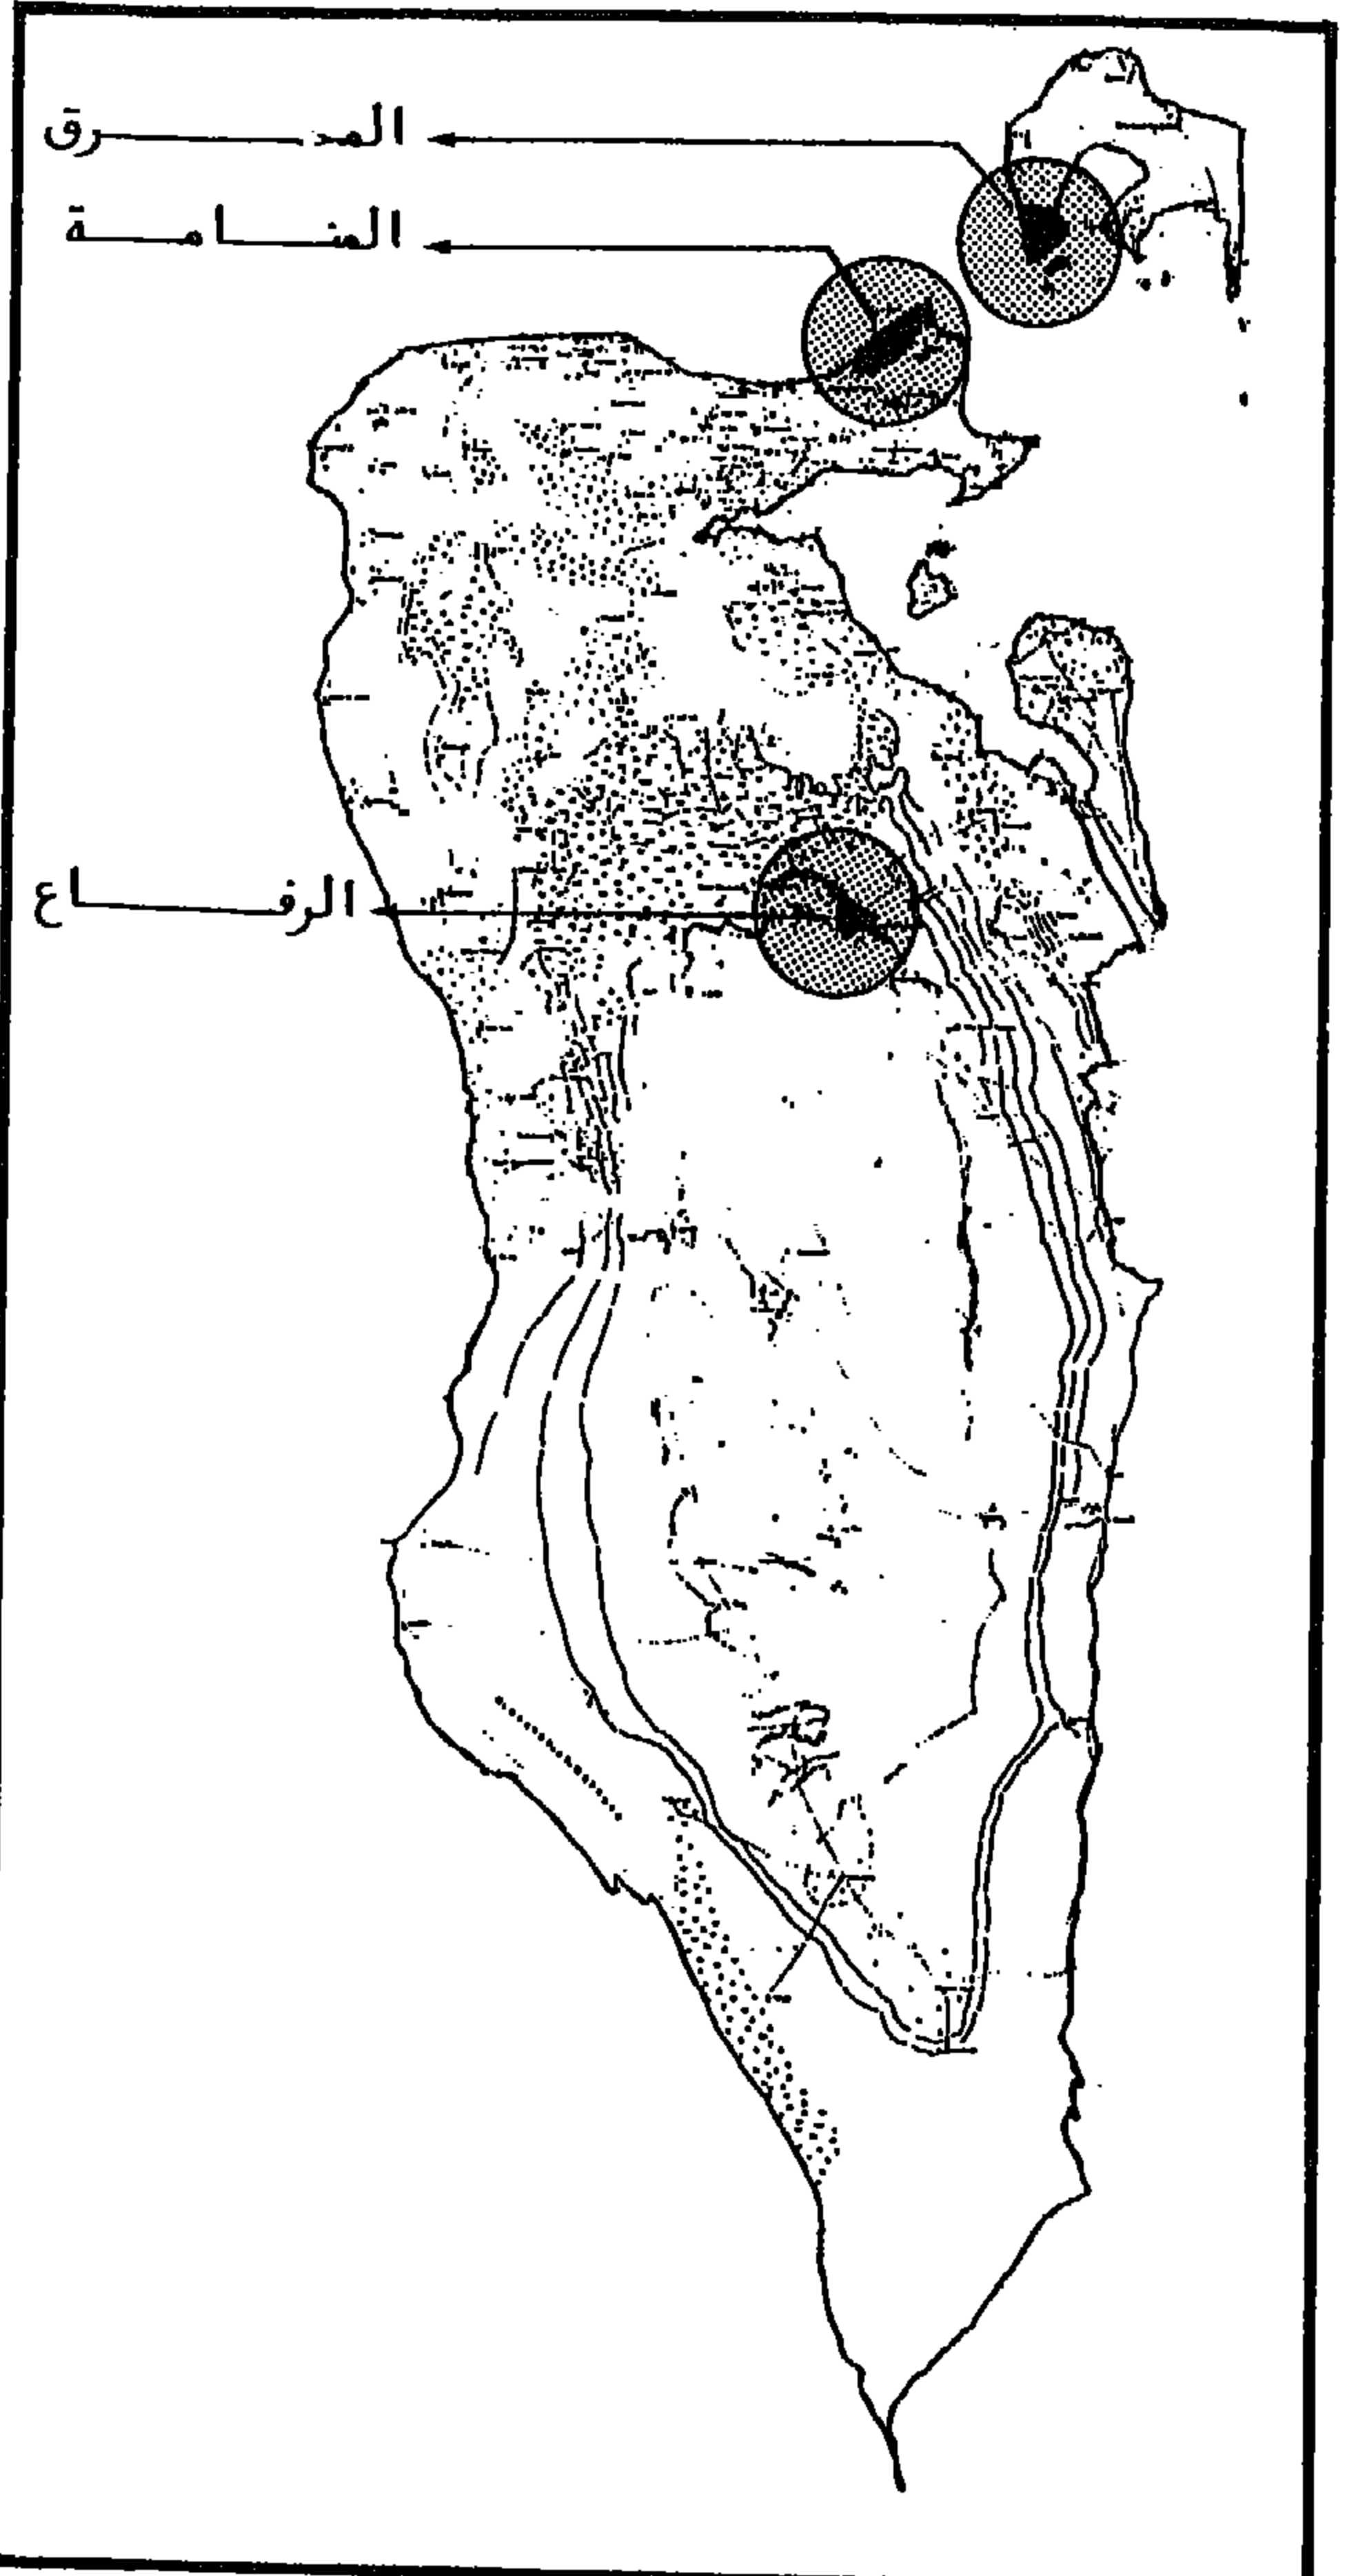 المحرق
المنامة
الرفاع